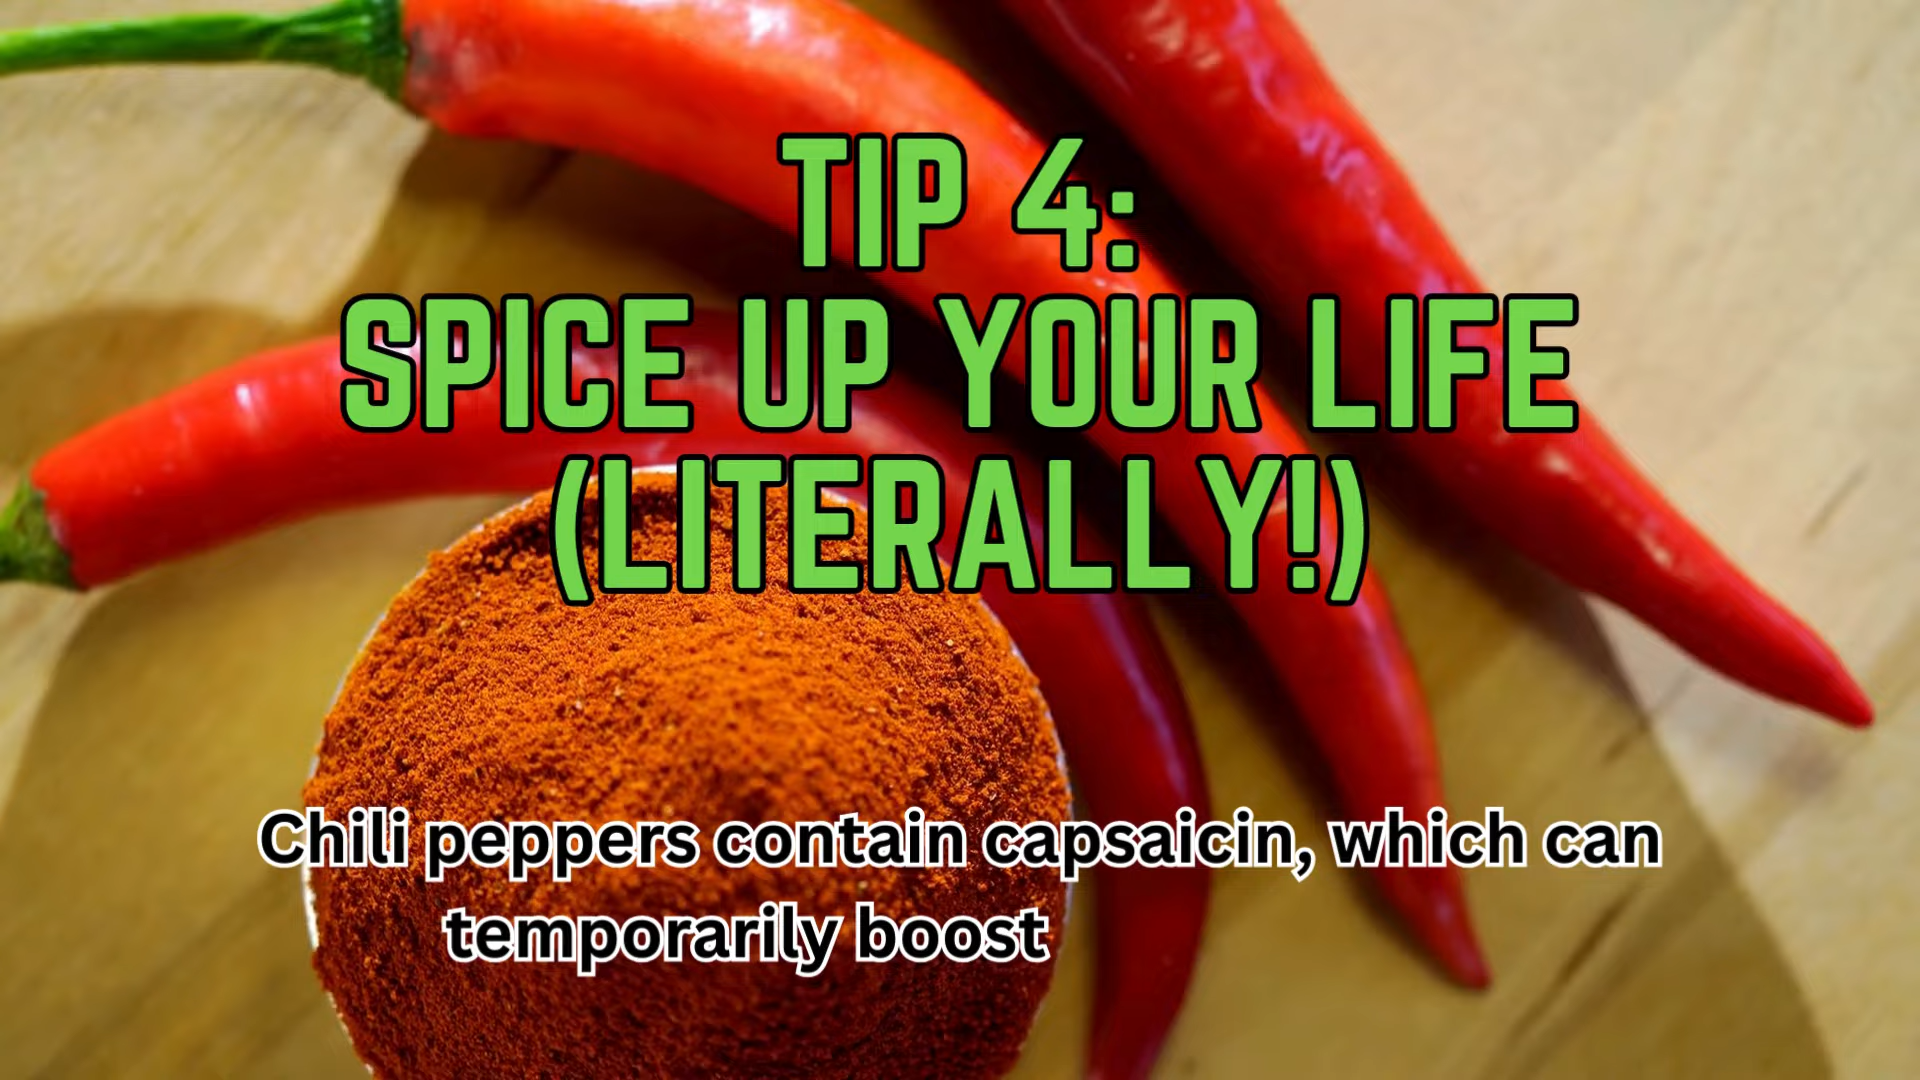 TIP 4:
SPICE UP YOUR LIFE
(LITERALLY!)
Chili peppers contain capsaicin, which can
temporarily boost